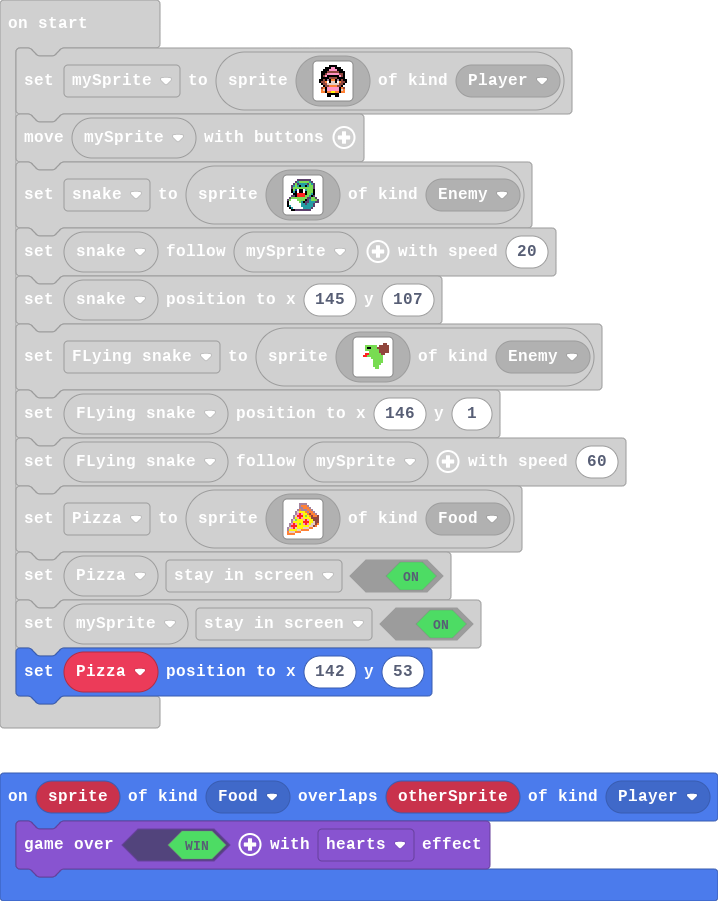 on start
set mySprite to sprite of kind Player
move mySprite with buttons
set snake to sprite of kind Enemy
set snake follow mySprite with speed 20
set snake position to x 145 y 107
set FLying snake to sprite of kind Enemy
set FLying snake position to x 146 y 1
set FLying snake follow mySprite with speed 60
set Pizza to sprite of kind Food
set Pizza stay in screen ON
set mySprite stay in screen ON
set Pizza position to x 142 y 53
on sprite of kind Food overlaps otherSprite of kind Player
game over WIN with hearts effect